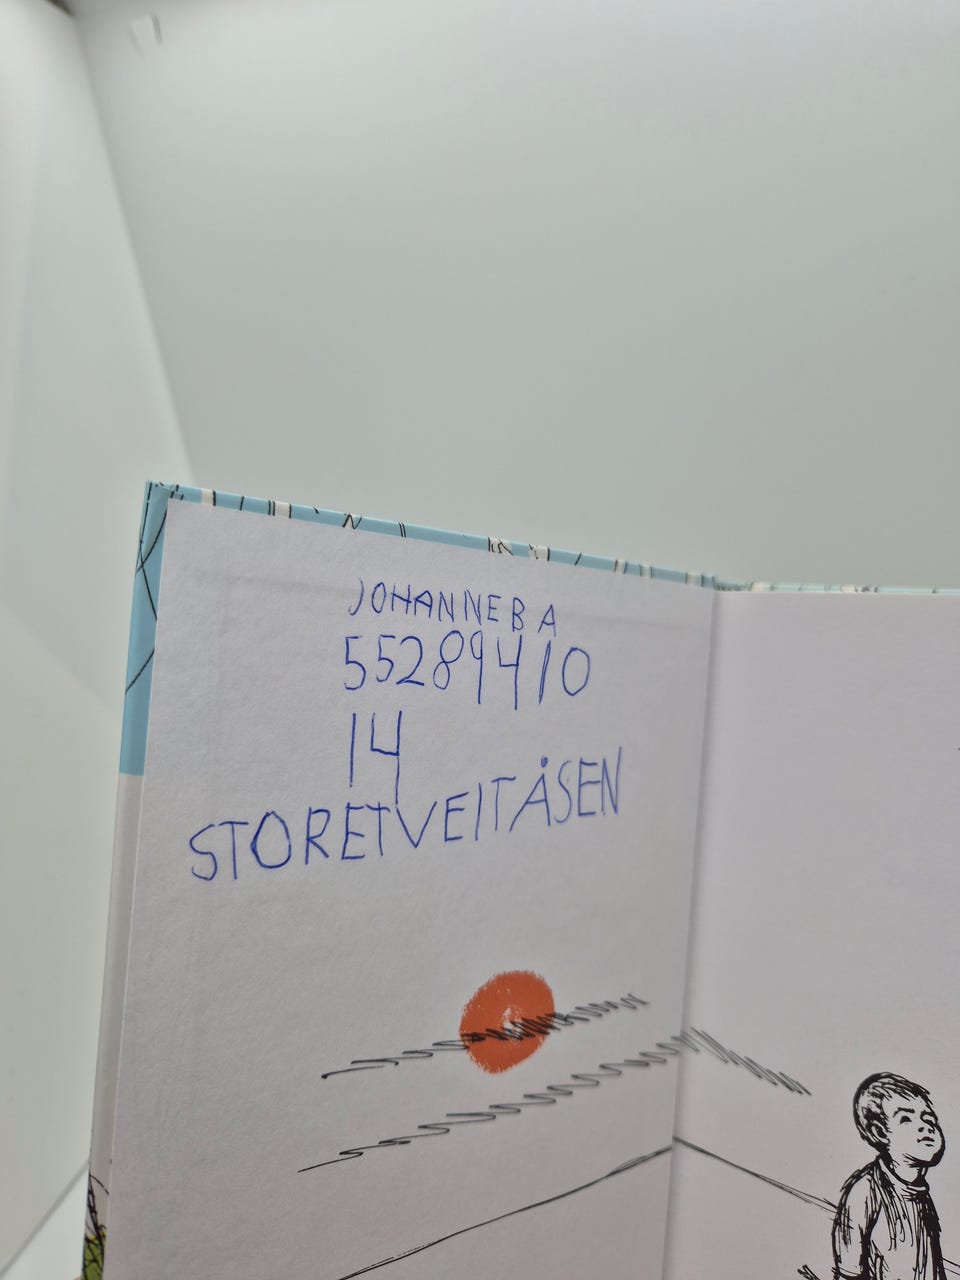 JOHANNE B A
55289410
14
STORETVEITÅSEN